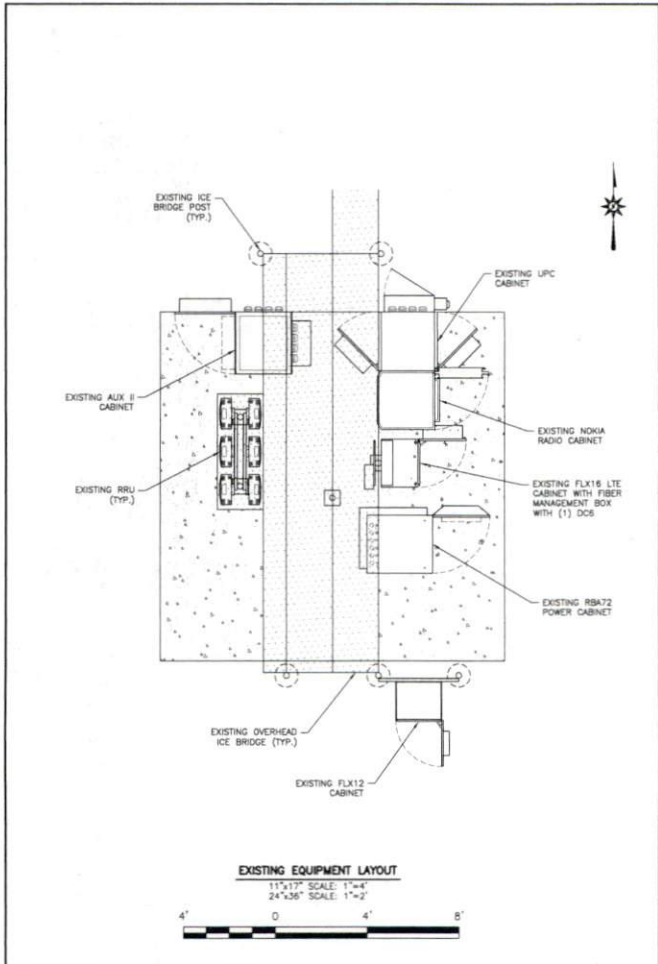 EXISTING ICE
BRIDGE POST
(TYP.)
EXISTING UPC
CABINET
EXISTING AUX II
CABINET
EXISTING NOKIA
RADIO CABINET
EXISTING RRU
(TYP.)
EXISTING FLX16 LTE
CABINET WITH FIBER
MANAGEMENT BOX
WITH (1) DC6
EXISTING RBA72
POWER CABINET
EXISTING OVERHEAD
ICE BRIDGE (TYP.)
EXISTING FLX12
CABINET
EXISTING EQUIPMENT LAYOUT
11"x17" SCALE: 1"=4'
24"x36" SCALE: 1"=2'
4' 0 4' 8'